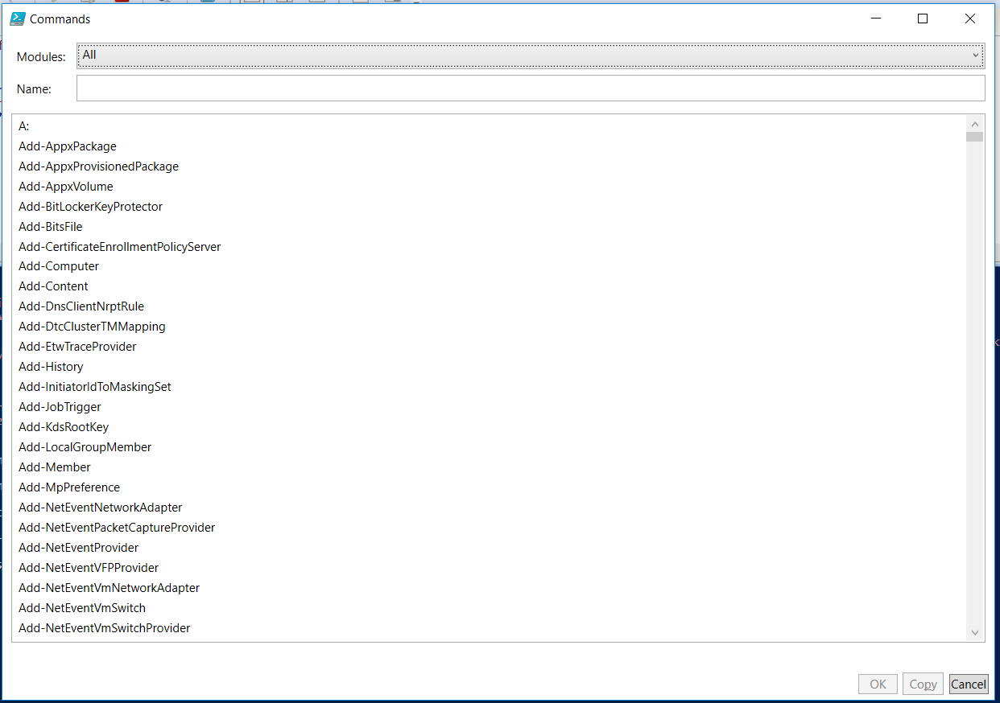 Commands
Modules: All
Name:
A:
Add-AppxPackage
Add-AppxProvisionedPackage
Add-AppxVolume
Add-BitLockerKeyProtector
Add-BitsFile
Add-CertificateEnrollmentPolicyServer
Add-Computer
Add-Content
Add-DnsClientNrptRule
Add-DtcClusterTMMapping
Add-EtwTraceProvider
Add-History
Add-InitiatorIdToMaskingSet
Add-JobTrigger
Add-KdsRootKey
Add-LocalGroupMember
Add-Member
Add-MpPreference
Add-NetEventNetworkAdapter
Add-NetEventPacketCaptureProvider
Add-NetEventProvider
Add-NetEventVFPProvider
Add-NetEventVmNetworkAdapter
Add-NetEventVmSwitch
Add-NetEventVmSwitchProvider
OK Copy Cancel